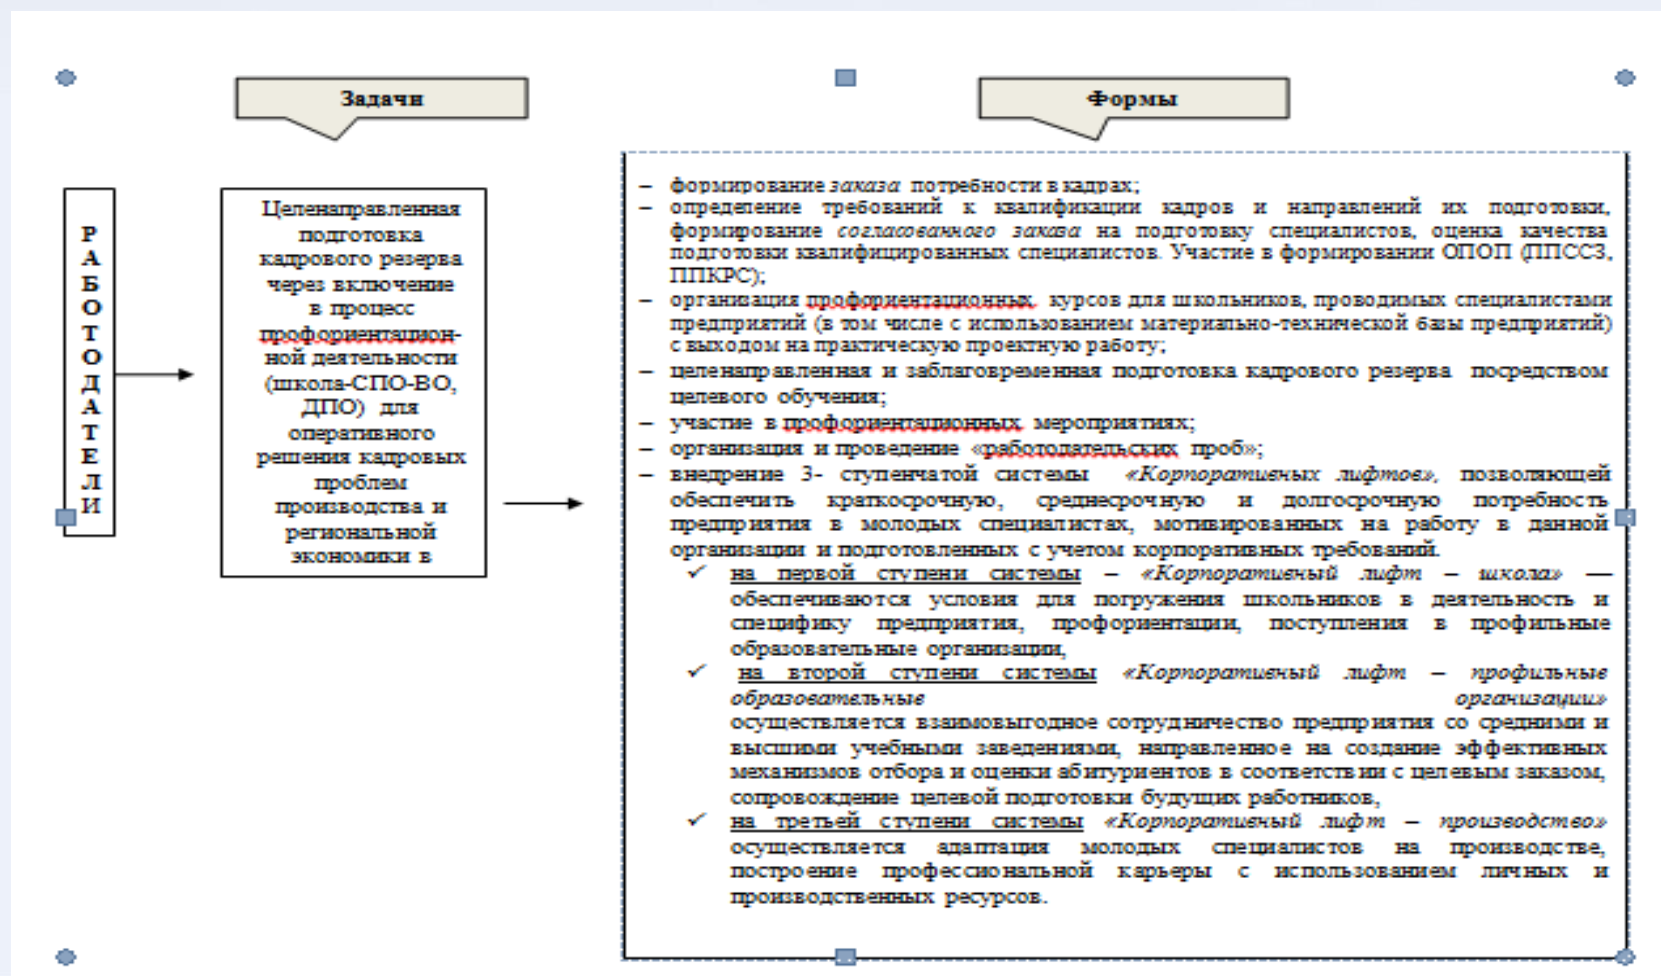 Задачи
Формы
РАБОТОДАТЕЛИ
Целенаправленная
подготовка
кадрового резерва
через включение
в процесс
профориентацион-
ной деятельности
(школа-СПО-ВО,
ДПО) для
оперативного
решения кадровых
проблем
производства и
региональной
экономики в
– формирование заказа потребности в кадрах;
– определение требований к квалификации кадров и направлений их подготовки,
формирование согласованного заказа на подготовку специалистов, оценка качества
подготовки квалифицированных специалистов. Участие в формировании ОПОП (ППССЗ,
ППКРС);
– организация профориентационных курсов для школьников, проводимых специалистами
предприятий (в том числе с использованием материально-технической базы предприятий)
с выходом на практическую проектную работу;
– целенаправленная и заблаговременная подготовка кадрового резерва посредством
целевого обучения;
– участие в профориентационных мероприятиях;
– организация и проведение «работодательских проб»;
– внедрение 3- ступенчатой системы «Корпоративных лифтов», позволяющей
обеспечить краткосрочную, среднесрочную и долгосрочную потребность
предприятия в молодых специалистах, мотивированных на работу в данной
организации и подготовленных с учетом корпоративных требований.
✓ на первой ступени системы – «Корпоративный лифт – школа» —
обеспечиваются условия для погружения школьников в деятельность и
специфику предприятия, профориентации, поступления в профильные
образовательные организации,
✓ на второй ступени системы «Корпоративный лифт – профильные
образовательные организации»
осуществляется взаимовыгодное сотрудничество предприятия со средними и
высшими учебными заведениями, направленное на создание эффективных
механизмов отбора и оценки абитуриентов в соответствии с целевым заказом,
сопровождение целевой подготовки будущих работников,
✓ на третьей ступени системы «Корпоративный лифт – производство»
осуществляется адаптация молодых специалистов на производстве,
построение профессиональной карьеры с использованием личных и
производственных ресурсов.